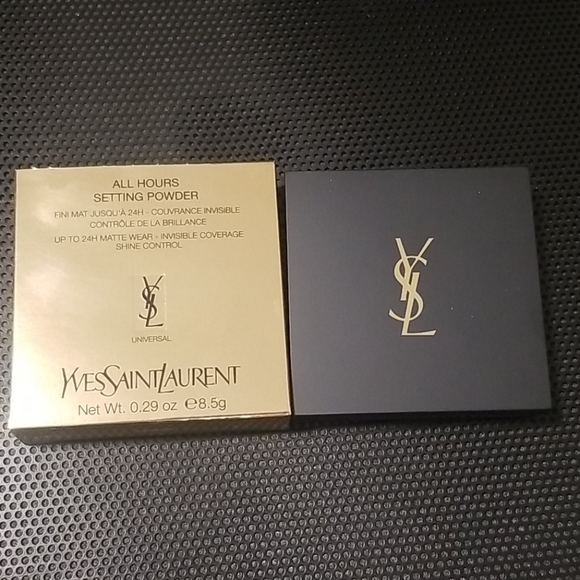 ALL HOURS
SETTING POWDER
FINI MAT JUSQU'À 24H - COUVRANCE INVISIBLE
CONTRÔLE DE LA BRILLANCE
UP TO 24H MATTE WEAR - INVISIBLE COVERAGE
SHINE CONTROL
YSL
UNIVERSAL
YVESSAINTLAURENT
Net Wt. 0.29 oz ℮8.5g
YSL